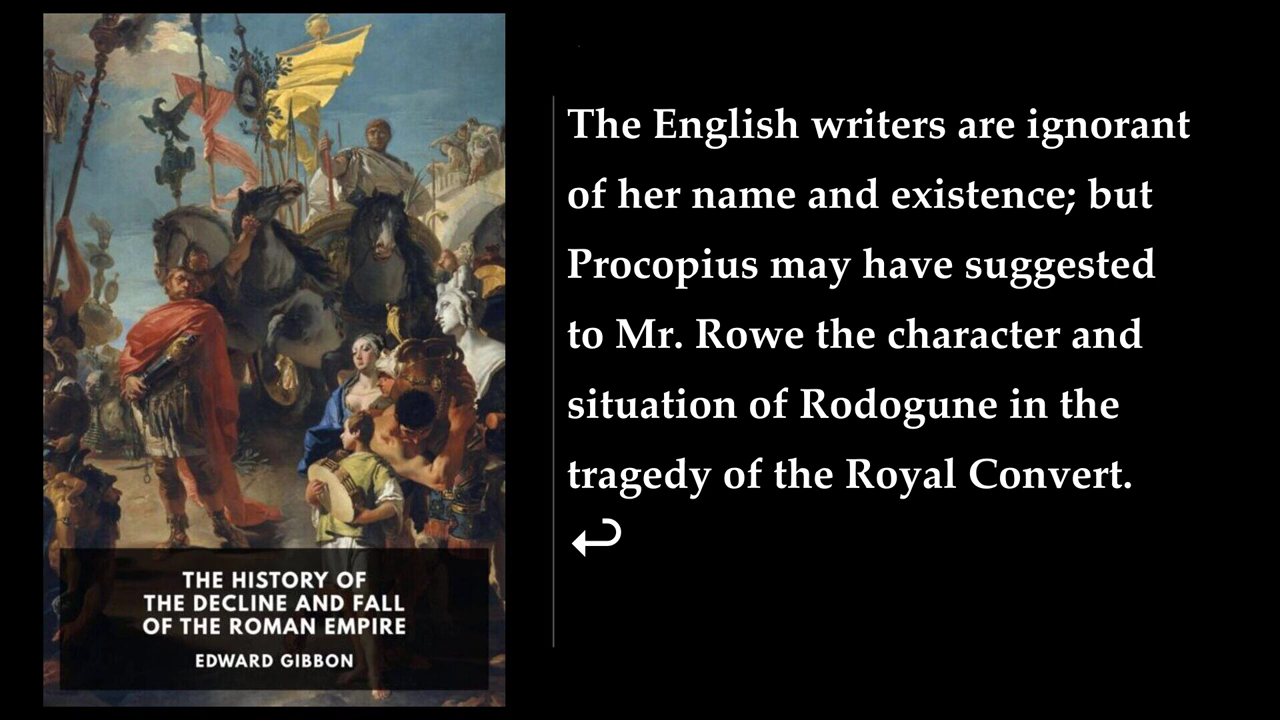 THE HISTORY OF
THE DECLINE AND FALL
OF THE ROMAN EMPIRE
EDWARD GIBBON
The English writers are ignorant
of her name and existence; but
Procopius may have suggested
to Mr. Rowe the character and
situation of Rodogune in the
tragedy of the Royal Convert.
↩